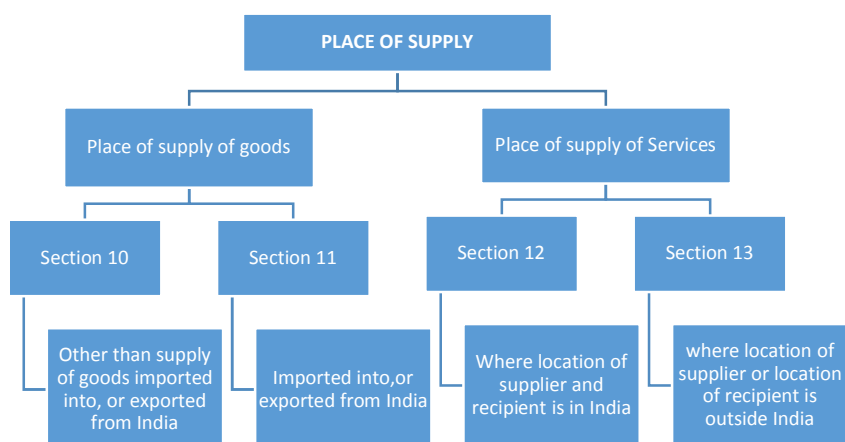 PLACE OF SUPPLY
Place of supply of goods
Place of supply of Services
Section 10
Section 11
Section 12
Section 13
Other than supply
of goods imported
into, or exported
from India
Imported into,or
exported from India
Where location of
supplier and
recipient is in India
where location of
supplier or location
of recipient is
outside India